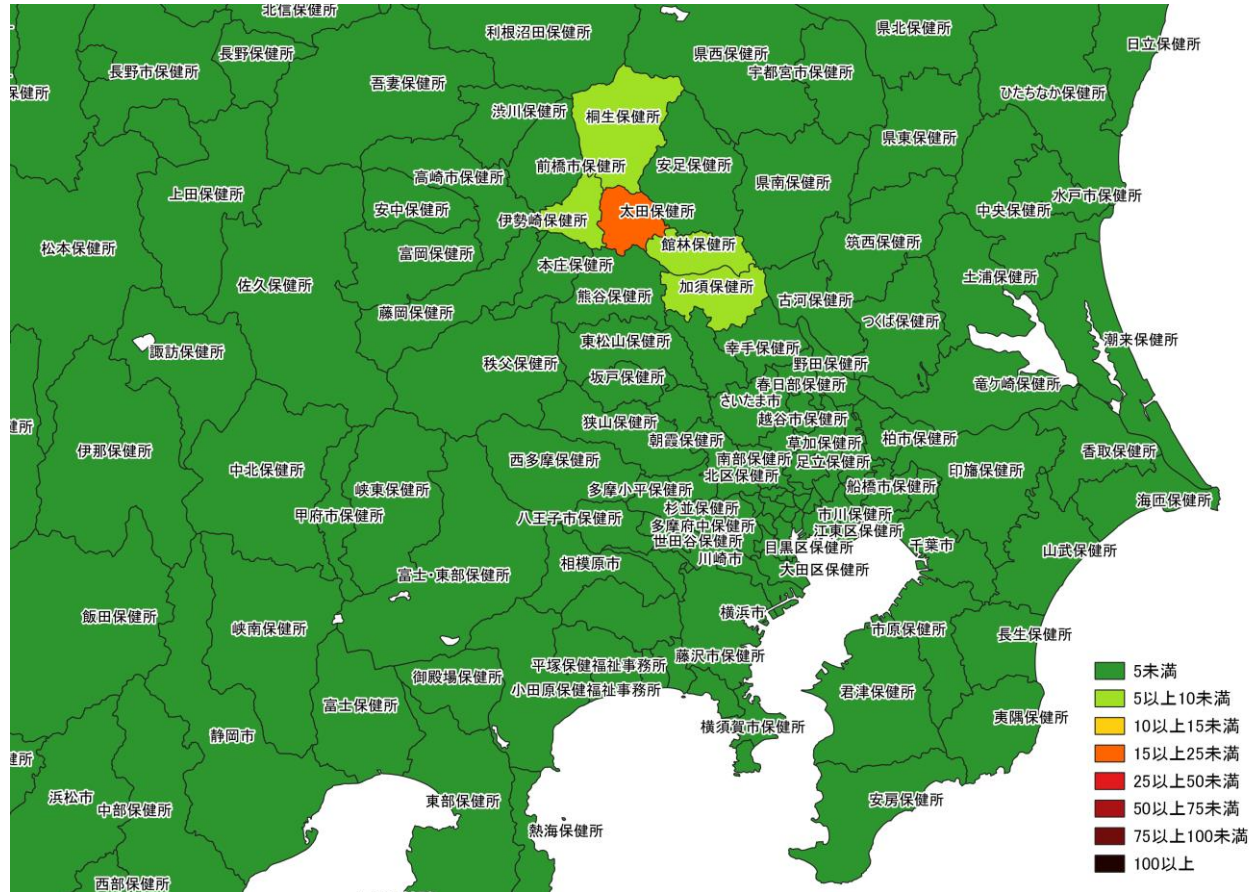 北信保健所
利根沼田保健所
県北保健所
長野保健所
県西保健所
日立保健所
長野市保健所
宇都宮市保健所
吾妻保健所
保健所
ひたちなか保健所
渋川保健所
桐生保健所
県東保健所
前橋市保健所
安足保健所
高崎市保健所
県南保健所
上田保健所
水戸市保健所
安中保健所
太田保健所
中央保健所
伊勢崎保健所
松本保健所
富岡保健所
館林保健所
筑西保健所
本庄保健所
土浦保健所
佐久保健所
加須保健所
熊谷保健所
古河保健所
藤岡保健所
つくば保健所
諏訪保健所
東松山保健所
潮来保健所
幸手保健所
秩父保健所
野田保健所
坂戸保健所
春日部保健所
竜ケ崎保健所
さいたま市
狭山保健所
越谷市保健所
健所
朝霞保健所
草加保健所
柏市保健所
伊那保健所
香取保健所
西多摩保健所
南部保健所
足立保健所
中北保健所
峡東保健所
北区保健所
印旛保健所
多摩小平保健所
船橋市保健所
海匝保健所
杉並保健所
甲府市保健所
八王子市保健所
市川保健所
多摩府中保健所
江東区保健所
世田谷保健所
目黒区保健所
千葉市
山武保健所
相模原市
川崎市
大田区保健所
富士・東部保健所
横浜市
飯田保健所
峡南保健所
市原保健所
長生保健所
藤沢市保健所
平塚保健福祉事務所
御殿場保健所
小田原保健福祉事務所
君津保健所
富士保健所
夷隅保健所
横須賀市保健所
静岡市
健所
浜松市
中部保健所
東部保健所
安房保健所
熱海保健所
西部保健所
5未満
5以上10未満
10以上15未満
15以上25未満
25以上50未満
50以上75未満
75以上100未満
100以上